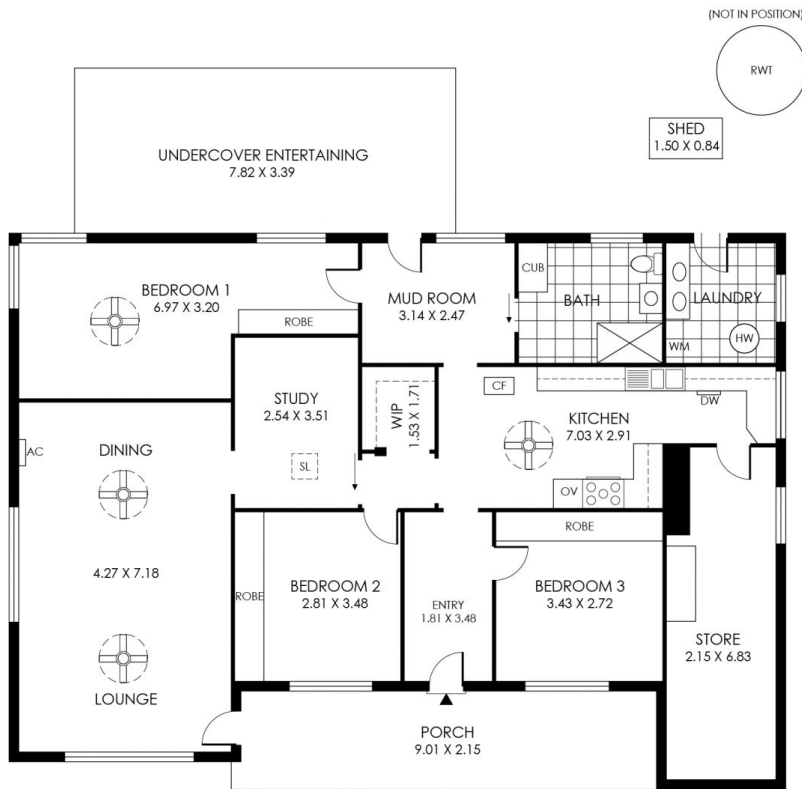 (NOT IN POSITION)
RWT
SHED
1.50 X 0.84
UNDERCOVER ENTERTAINING
7.82 X 3.39
BEDROOM 1
6.97 X 3.20
ROBE
MUD ROOM
3.14 X 2.47
CUB
BATH
LAUNDRY
WM
HW
STUDY
2.54 X 3.51
SL
WIP
1.53 X 1.71
CF
KITCHEN
7.03 X 2.91
DW
OV
AC
DINING
4.27 X 7.18
LOUNGE
ROBE
BEDROOM 2
2.81 X 3.48
ENTRY
1.81 X 3.48
ROBE
BEDROOM 3
3.43 X 2.72
STORE
2.15 X 6.83
PORCH
9.01 X 2.15